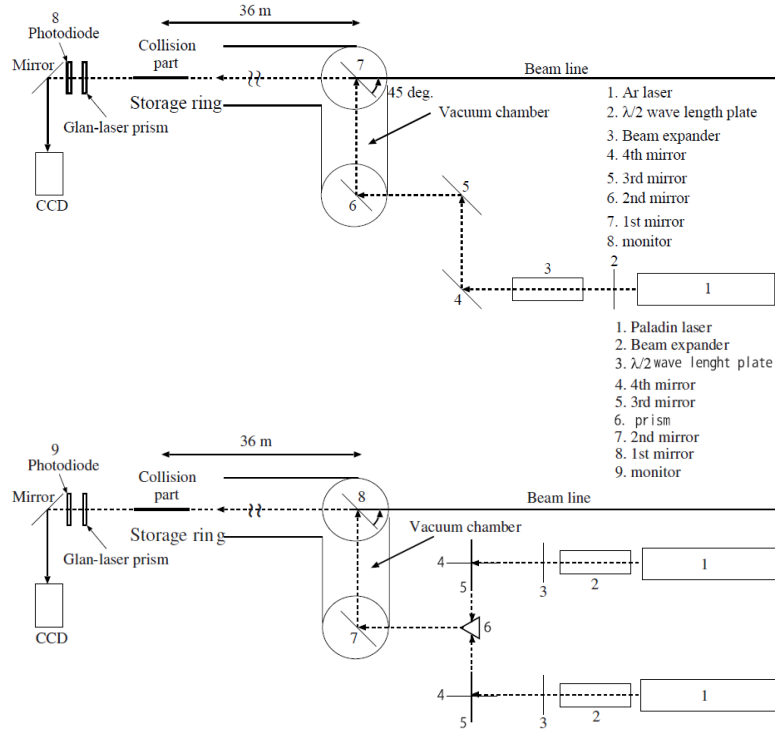 36 m
8
Photodiode
Collision
part
Mirror
7
Beam line
45 deg.
Storage ring
Vacuum chamber
Glan-laser prism
CCD
6
5
4
3
2
1
1. Ar laser
2. λ/2 wave length plate
3. Beam expander
4. 4th mirror
5. 3rd mirror
6. 2nd mirror
7. 1st mirror
8. monitor
1. Paladin laser
2. Beam expander
3. λ/2 wave lenght plate
4. 4th mirror
5. 3rd mirror
6. prism
7. 2nd mirror
8. 1st mirror
9. monitor
36 m
9
Photodiode
Collision
part
Mirror
8
Beam line
Storage ring
Vacuum chamber
Glan-laser prism
CCD
7
4
5
3
2
1
6
4
5
3
2
1